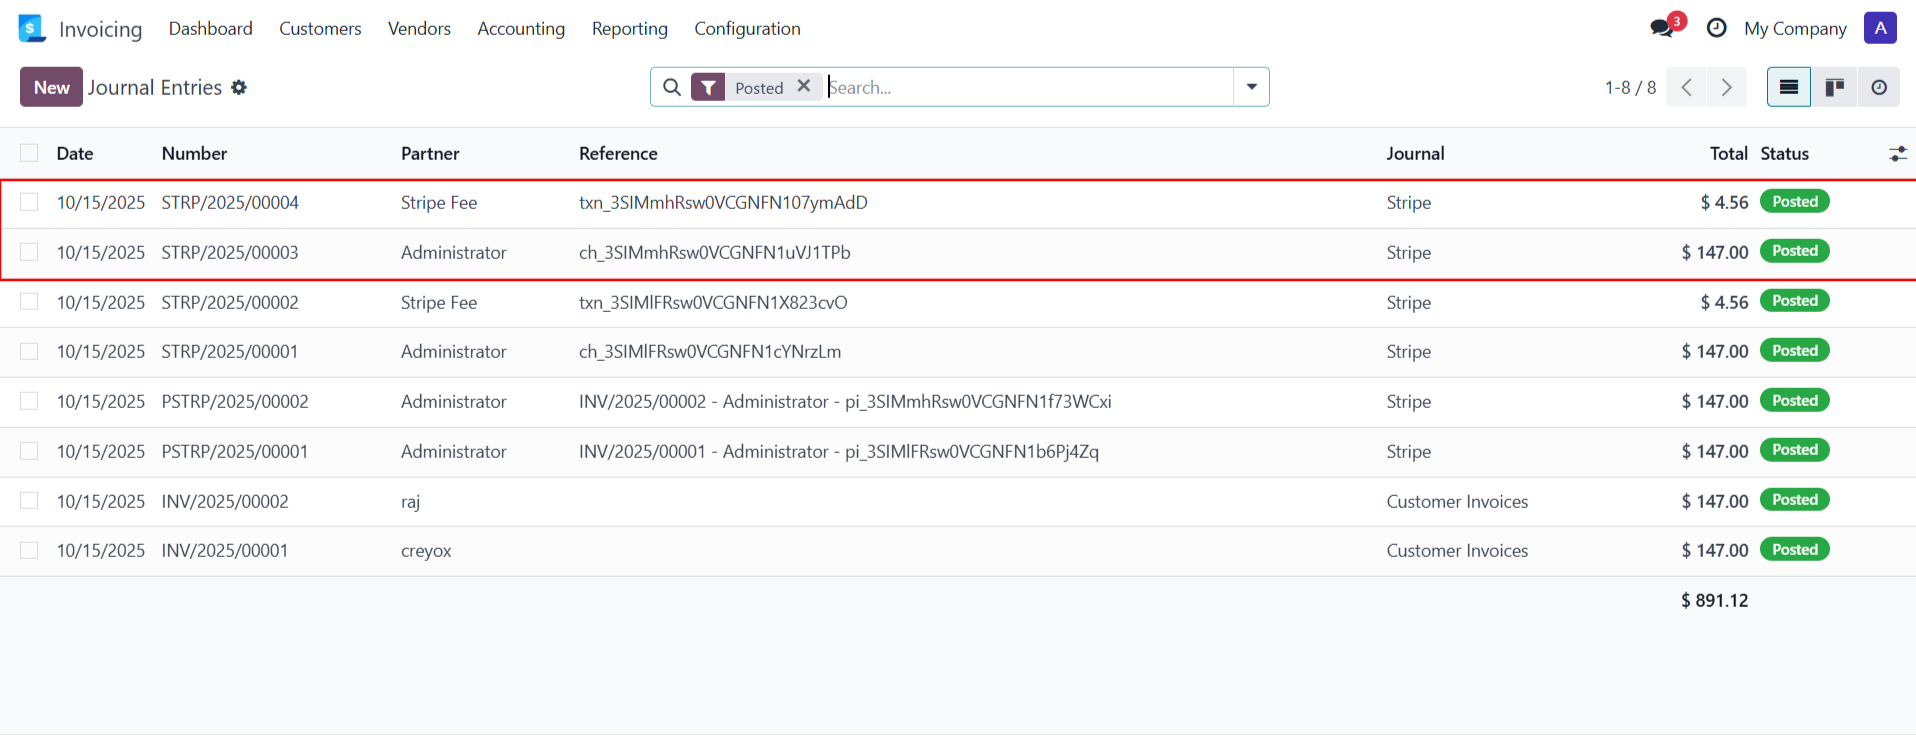 Invoicing Dashboard Customers Vendors Accounting Reporting Configuration 3 My Company A
New Journal Entries Posted Search... 1-8 / 8
Date Number Partner Reference Journal Total Status
10/15/2025 STRP/2025/00004 Stripe Fee txn_3SIMmhRsw0VCGNFN107ymAdD Stripe $ 4.56 Posted
10/15/2025 STRP/2025/00003 Administrator ch_3SIMmhRsw0VCGNFN1uVJ1TPb Stripe $ 147.00 Posted
10/15/2025 STRP/2025/00002 Stripe Fee txn_3SIMlFRsw0VCGNFN1X823cvO Stripe $ 4.56 Posted
10/15/2025 STRP/2025/00001 Administrator ch_3SIMlFRsw0VCGNFN1cYNrzLm Stripe $ 147.00 Posted
10/15/2025 PSTRP/2025/00002 Administrator INV/2025/00002 - Administrator - pi_3SIMmhRsw0VCGNFN1f73WCxi Stripe $ 147.00 Posted
10/15/2025 PSTRP/2025/00001 Administrator INV/2025/00001 - Administrator - pi_3SIMlFRsw0VCGNFN1b6Pj4Zq Stripe $ 147.00 Posted
10/15/2025 INV/2025/00002 raj Customer Invoices $ 147.00 Posted
10/15/2025 INV/2025/00001 creyox Customer Invoices $ 147.00 Posted
$ 891.12